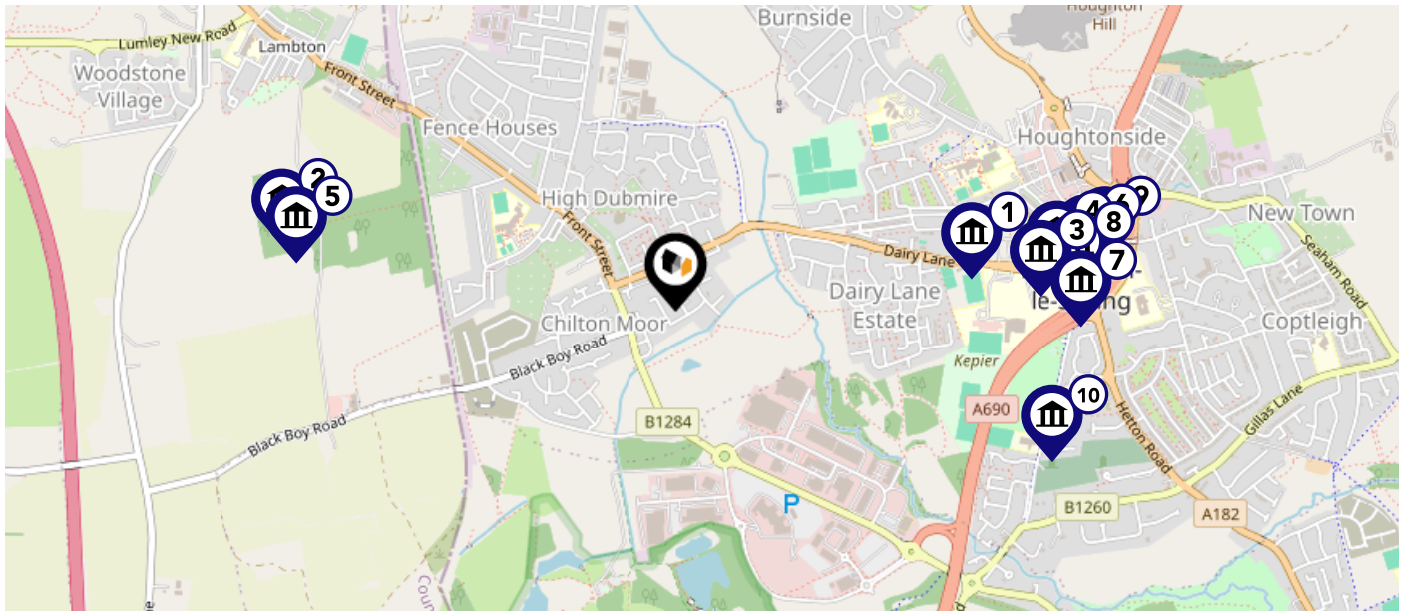 Burnside
Houghton
Hill
Lumley New Road
Lambton
Woodstone
Village
Front Street
Fence Houses
Houghtonside
2
5
High Dubmire
Front Street
1
4
6
9
3
8
7
New Town
Seaham Road
Dairy Lane
Dairy Lane
Estate
Chilton Moor
Black Boy Road
Coptleigh
Kepier
10
A690
B1284
Black Boy Road
Hetton Road
Gillas Lane
P
B1260
A182